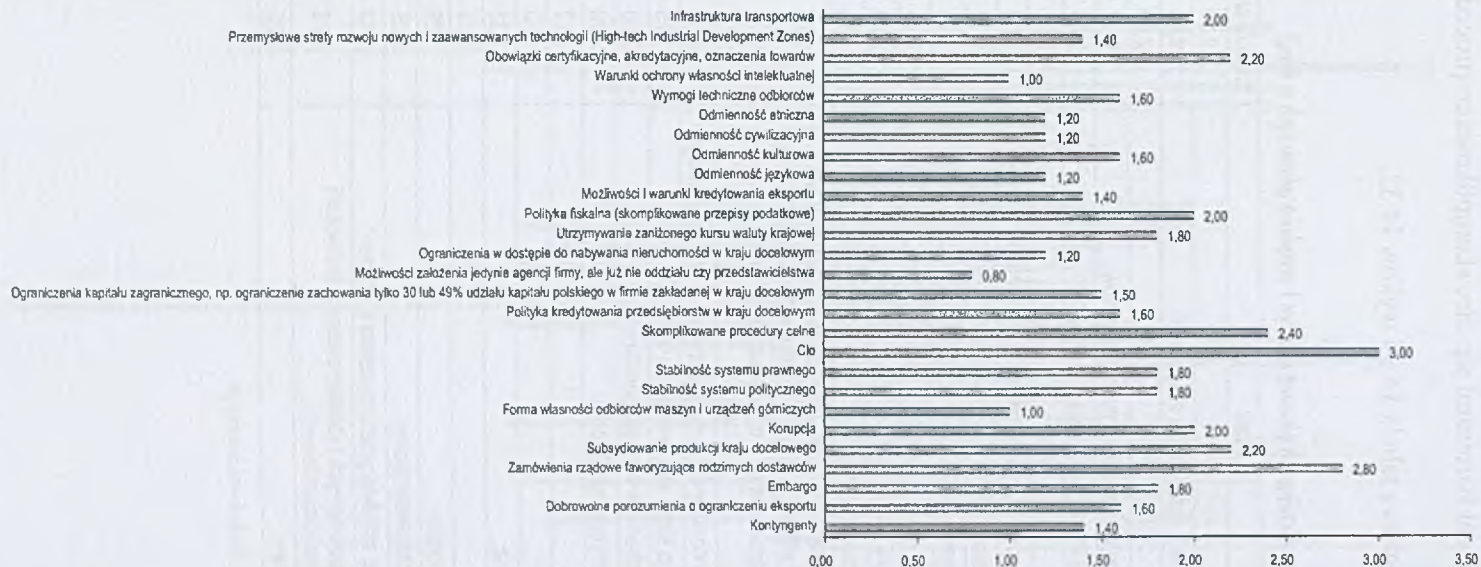 Infrastruktura transportowa 2,00
Przemysłowe strefy rozwoju nowych i zaawansowanych technologii (High-tech Industrial Development Zones) 1,40
Obowiązki certyfikacyjne, akredytacyjne, oznaczenia towarów 2,20
Warunki ochrony własności intelektualnej 1,00
Wymogi techniczne odbiorców 1,60
Odmienność etniczna 1,20
Odmienność cywilizacyjna 1,20
Odmienność kulturowa 1,60
Odmienność językowa 1,20
Możliwości i warunki kredytowania eksportu 1,40
Polityka fiskalna (skomplikowane przepisy podatkowe) 2,00
Utrzymywanie zaniżonego kursu waluty krajowej 1,80
Ograniczenia w dostępie do nabywania nieruchomości w kraju docelowym 1,20
Możliwości założenia jedynie agencji firmy, ale już nie oddziału czy przedstawicielstwa 0,80
Ograniczenia kapitału zagranicznego, np. ograniczenie zachowania tylko 30 lub 49% udziału kapitału polskiego w firmie zakładanej w kraju docelowym 1,50
Polityka kredytowania przedsiębiorstw w kraju docelowym 1,60
Skomplikowane procedury celne 2,40
Cło 3,00
Stabilność systemu prawnego 1,80
Stabilność systemu politycznego 1,80
Forma własności odbiorców maszyn i urządzeń górniczych 1,00
Korupcja 2,00
Subsydiowanie produkcji kraju docelowego 2,20
Zamówienia rządowe faworyzujące rodzimych dostawców 2,80
Embargo 1,80
Dobrowolne porozumienia o ograniczeniu eksportu 1,60
Kontyngenty 1,40
0,00 0,50 1,00 1,50 2,00 2,50 3,00 3,50